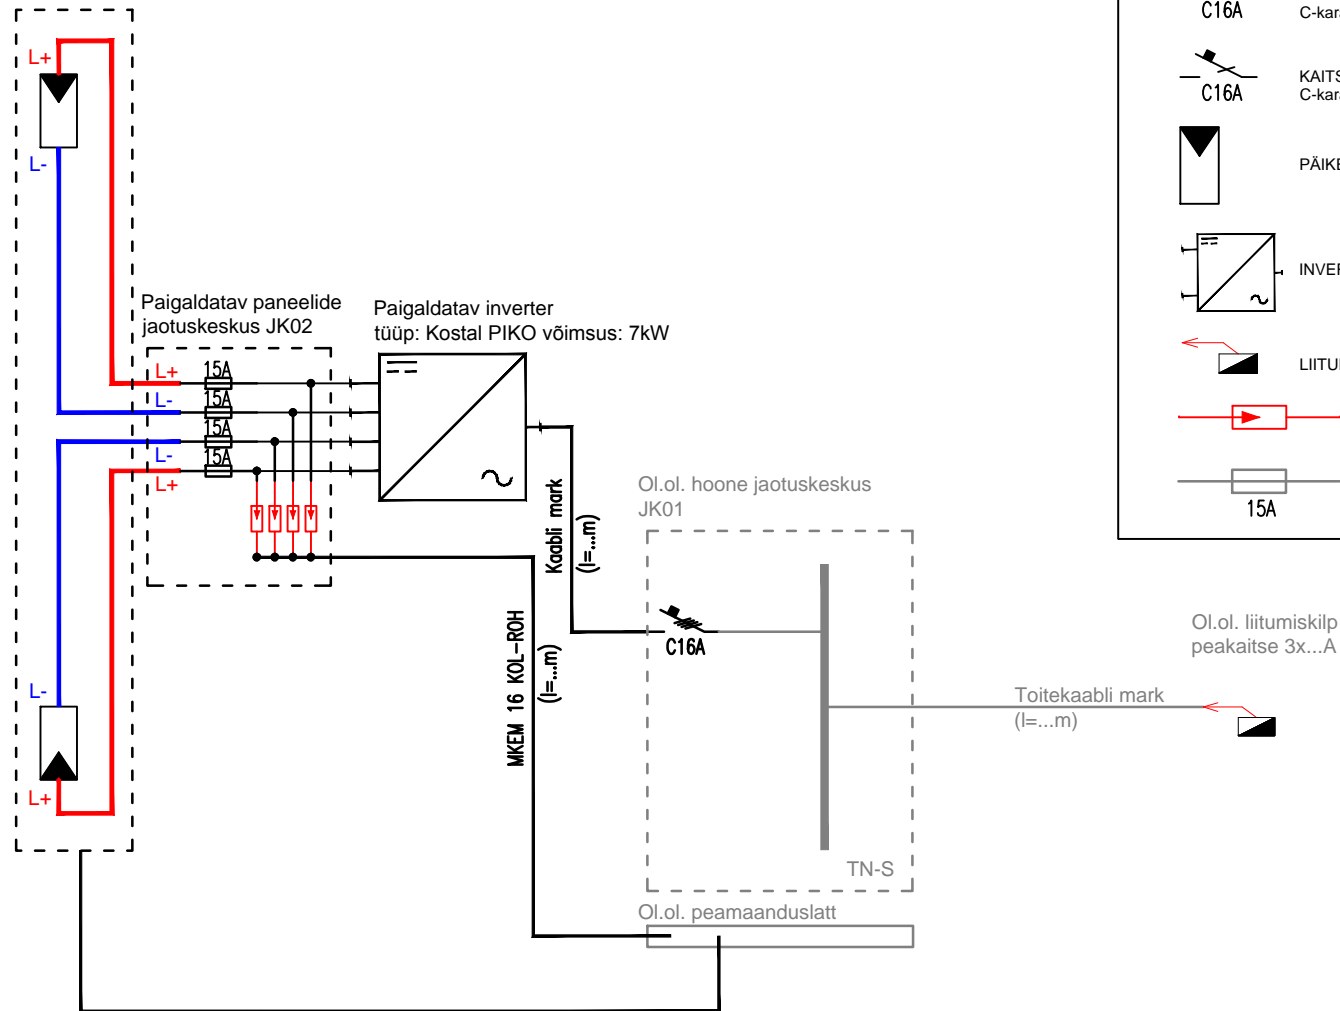 C16A
C-kar
KAITS
C16A
C-kar
PÄIKE
INVER
LIITU
15A
L+
L-
Paigaldatav paneelide
jaotuskeskus JK02
Paigaldatav inverter
tüüp: Kostal PIKO võimsus: 7kW
L+
15A
L-
15A
15A
L-
15A
L+
Kaabli mark
(l=...m)
MKEM 16 KOL-ROH
(l=...m)
Ol.ol. hoone jaotuskeskus
JK01
C16A
TN-S
Ol.ol. liitumiskilp
peakaitse 3x...A
Toitekaabli mark
(l=...m)
L-
L+
Ol.ol. peamaanduslatt